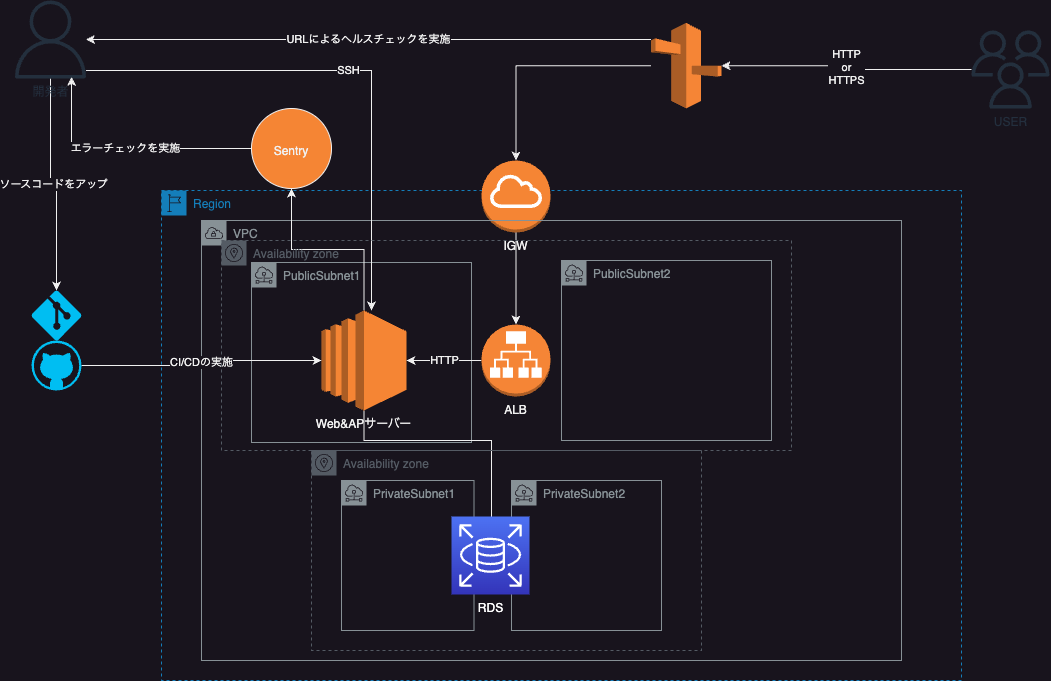 URLによるヘルスチェックを実施
HTTP
or
HTTPS
SSH
開発者
USER
エラーチェックを実施
Sentry
ソースコードをアップ
Region
VPC
IGW
Availability zone
PublicSubnet1
PublicSubnet2
CI/CDの実施
HTTP
ALB
Web&APサーバー
Availability zone
PrivateSubnet1
PrivateSubnet2
RDS